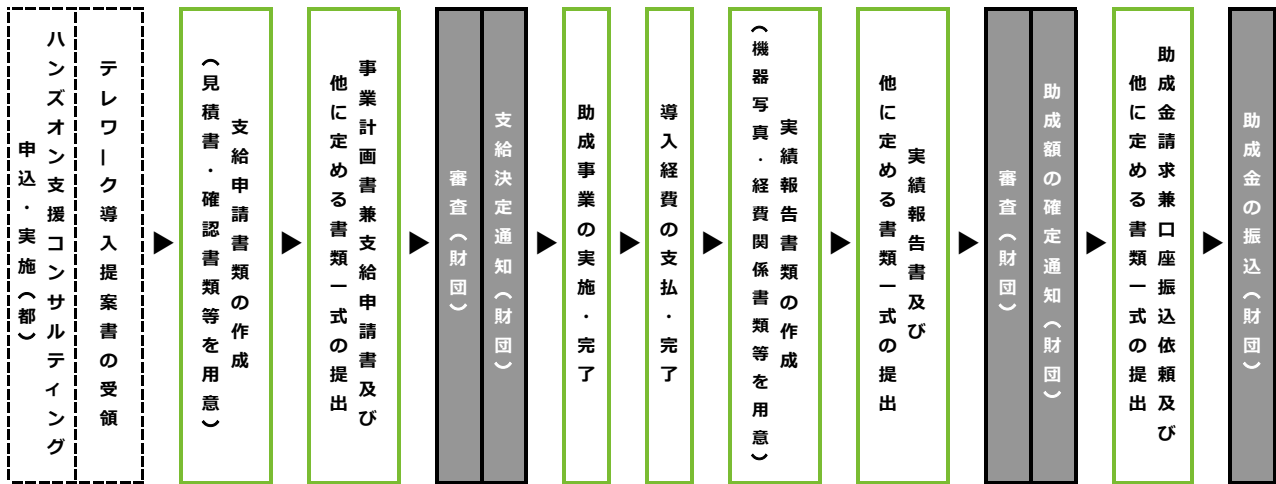 ハンズオン支援コンサルティング
申込・実施（都）
テレワーク導入提案書の受領
支給申請書類の作成
（見積書・確認書類等を用意）
事業計画書兼支給申請書及び
他に定める書類一式の提出
審査（財団）
支給決定通知（財団）
助成事業の実施・完了
導入経費の支払・完了
実績報告書類の作成
（機器写真・経費関係書類等を用意）
実績報告書及び
他に定める書類一式の提出
審査（財団）
助成額の確定通知（財団）
助成金請求兼口座振込依頼及び
他に定める書類一式の提出
助成金の振込（財団）